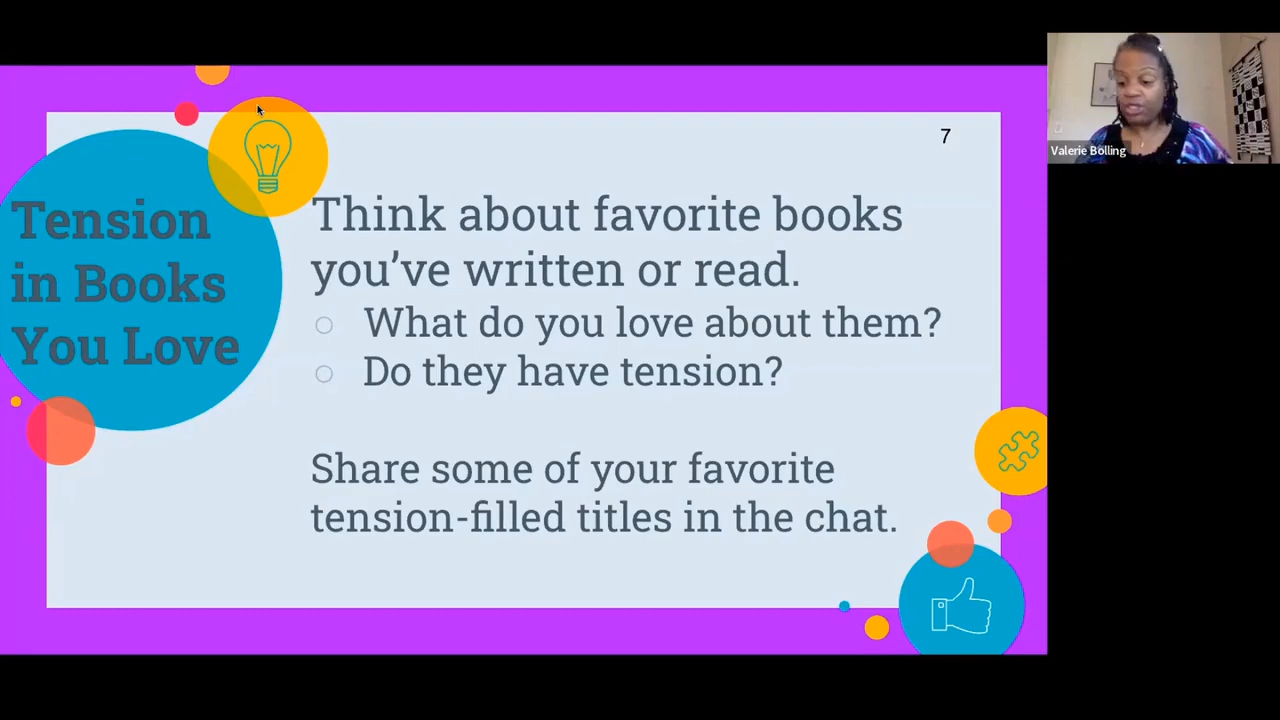 Tension
in Books
You Love
7
Think about favorite books
you’ve written or read.
What do you love about them?
Do they have tension?
Share some of your favorite
tension-filled titles in the chat.
Valerie Bolling